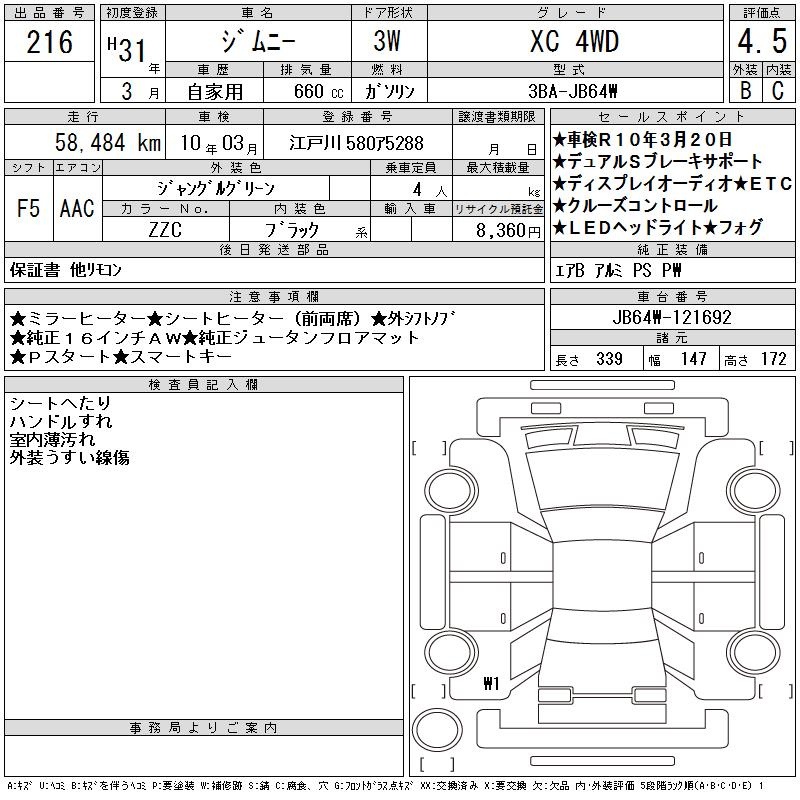 出品番号
216
初度登録
H31年
3月
車名
ジムニー
ドア形状
3W
グレード
XC 4WD
評価点
4.5
車歴
自家用
排気量
660 cc
燃料
ガソリン
型式
3BA-JB64W
外装 内装
B C
走行
58,484 km
車検
10年03月
登録番号
江戸川580ア5288
譲渡書類期限
月 日
シフト
F5
エアコン
AAC
外装色
ジャングルグリーン
乗車定員
4 人
最大積載量
kg
カラーNo.
ZZC
内装色
ブラック 系
輸入車
リサイクル預託金
8,360円
後日発送部品
保証書 他リモコン
セールスポイント
★車検R10年3月20日
★デュアルSブレーキサポート
★ディスプレイオーディオ★ETC
★クルーズコントロール
★LEDヘッドライト★フォグ
純正装備
エアB アルミ PS PW
注意事項欄
★ミラーヒーター★シートヒーター(前両席)★外シフトノブ
★純正16インチAW★純正ジュータンフロアマット
★Pスタート★スマートキー
車台番号
JB64W-121692
諸元
長さ 339 幅 147 高さ 172
検査員記入欄
シートへたり
ハンドルすれ
室内薄汚れ
外装うすい線傷
事務局よりご案内
W1
A:キズ U:ヘコミ B:キズを伴うヘコミ P:要塗装 W:補修跡 S:錆 C:腐食、穴 G:フロントガラス点キズ XX:交換済み X:要交換 欠:欠品 内・外装評価 5段階ランク順(A・B・C・D・E) 1